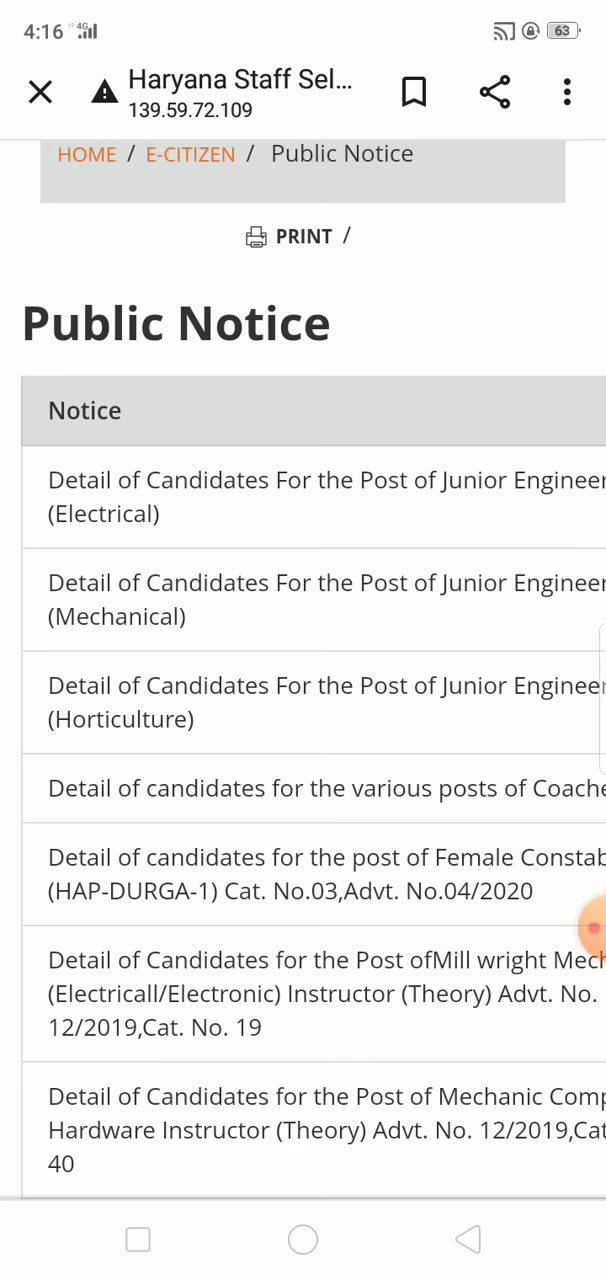 4:16 4G 63
Haryana Staff Sel...
139.59.72.109
HOME / E-CITIZEN / Public Notice
PRINT /
Public Notice
Notice
Detail of Candidates For the Post of Junior Engineer
(Electrical)
Detail of Candidates For the Post of Junior Engineer
(Mechanical)
Detail of Candidates For the Post of Junior Engineer
(Horticulture)
Detail of candidates for the various posts of Coache
Detail of candidates for the post of Female Constab
(HAP-DURGA-1) Cat. No.03,Advt. No.04/2020
Detail of Candidates for the Post ofMill wright Mech
(Electricall/Electronic) Instructor (Theory) Advt. No.
12/2019,Cat. No. 19
Detail of Candidates for the Post of Mechanic Comp
Hardware Instructor (Theory) Advt. No. 12/2019,Cat
40